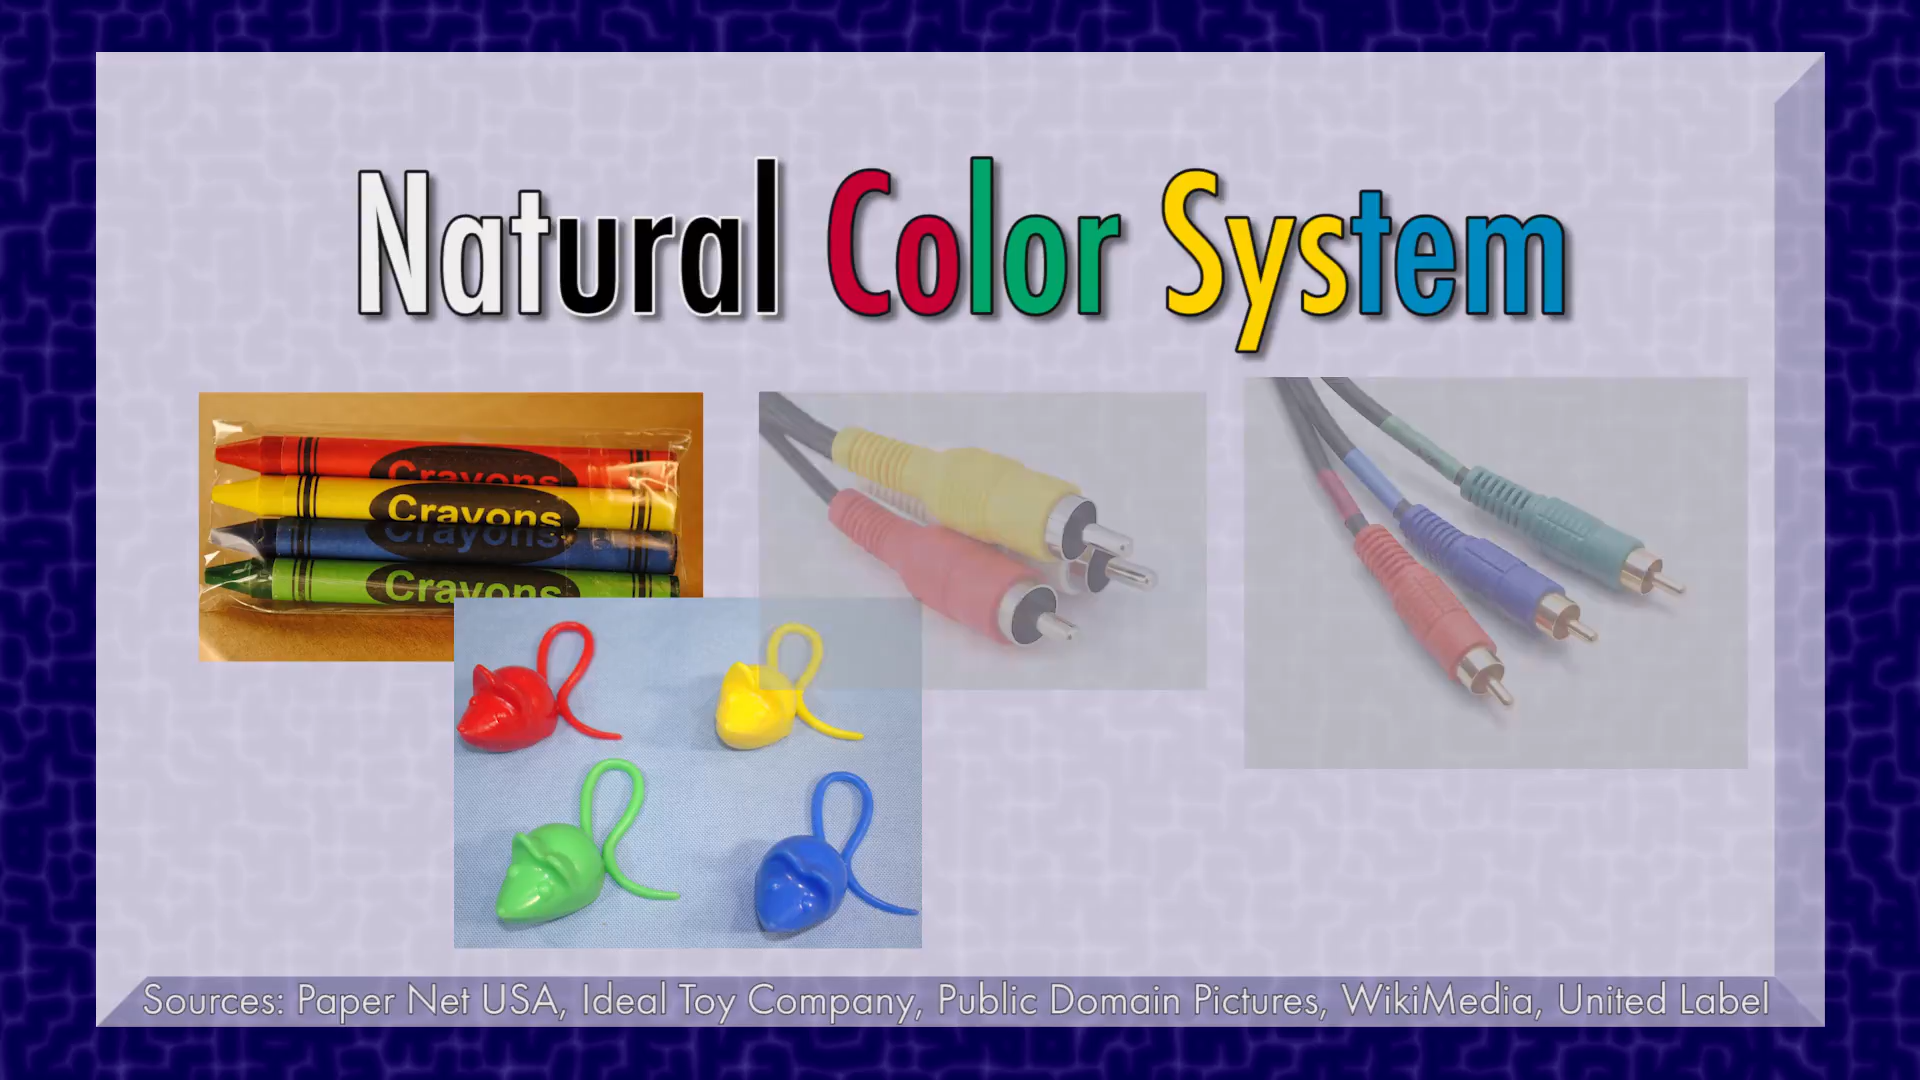 Natural Color System
Crayons
Crayons
Crayons
Crayons
Sources: Paper Net USA, Ideal Toy Company, Public Domain Pictures, WikiMedia, United Label